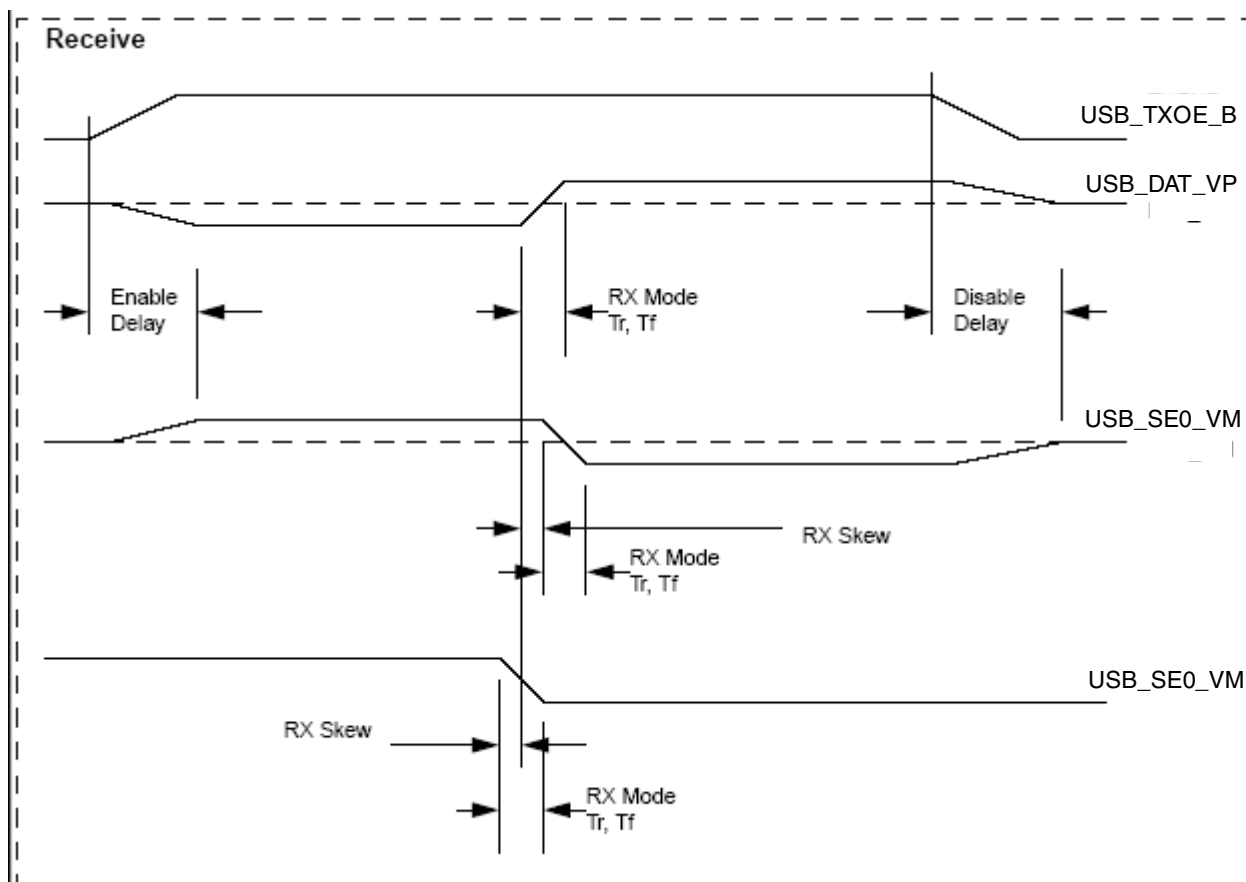 Receive
USB_TXOE_B
USB_DAT_VP
Enable
Delay
RX Mode
Tr, Tf
Disable
Delay
USB_SE0_VM
RX Skew
RX Mode
Tr, Tf
USB_SE0_VM
RX Skew
RX Mode
Tr, Tf